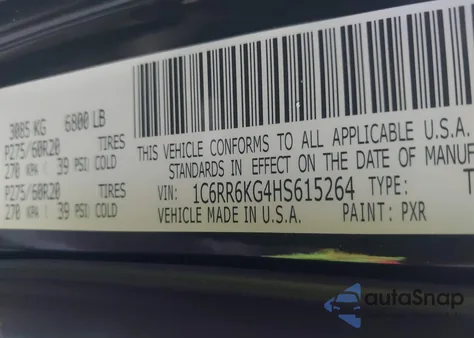 3085 KG 6800 LB
P275/60R20 TIRES
270 KPA ( 39 PSI) COLD
P275/60R20 TIRES
270 KPA ( 39 PSI) COLD
THIS VEHICLE CONFORMS TO ALL APPLICABLE U.S.A.
STANDARDS IN EFFECT ON THE DATE OF MANUF
VIN: 1C6RR6KG4HS615264 TYPE: T
VEHICLE MADE IN U.S.A. PAINT: PXR
autoSnap